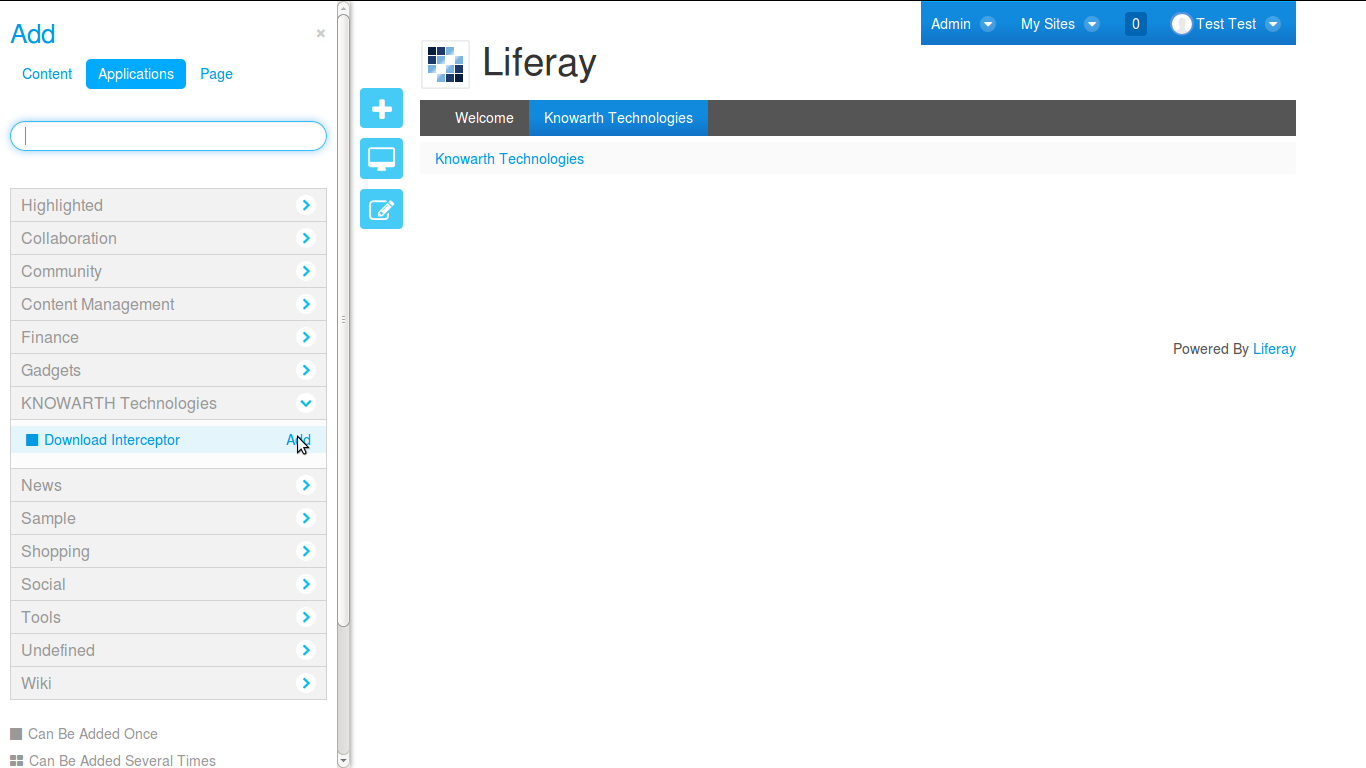 Add
×
Content Applications Page
Highlighted
Collaboration
Community
Content Management
Finance
Gadgets
KNOWARTH Technologies
Download Interceptor Add
News
Sample
Shopping
Social
Tools
Undefined
Wiki
Can Be Added Once
Can Be Added Several Times
Admin My Sites 0 Test Test
Liferay
Welcome Knowarth Technologies
Knowarth Technologies
Powered By Liferay